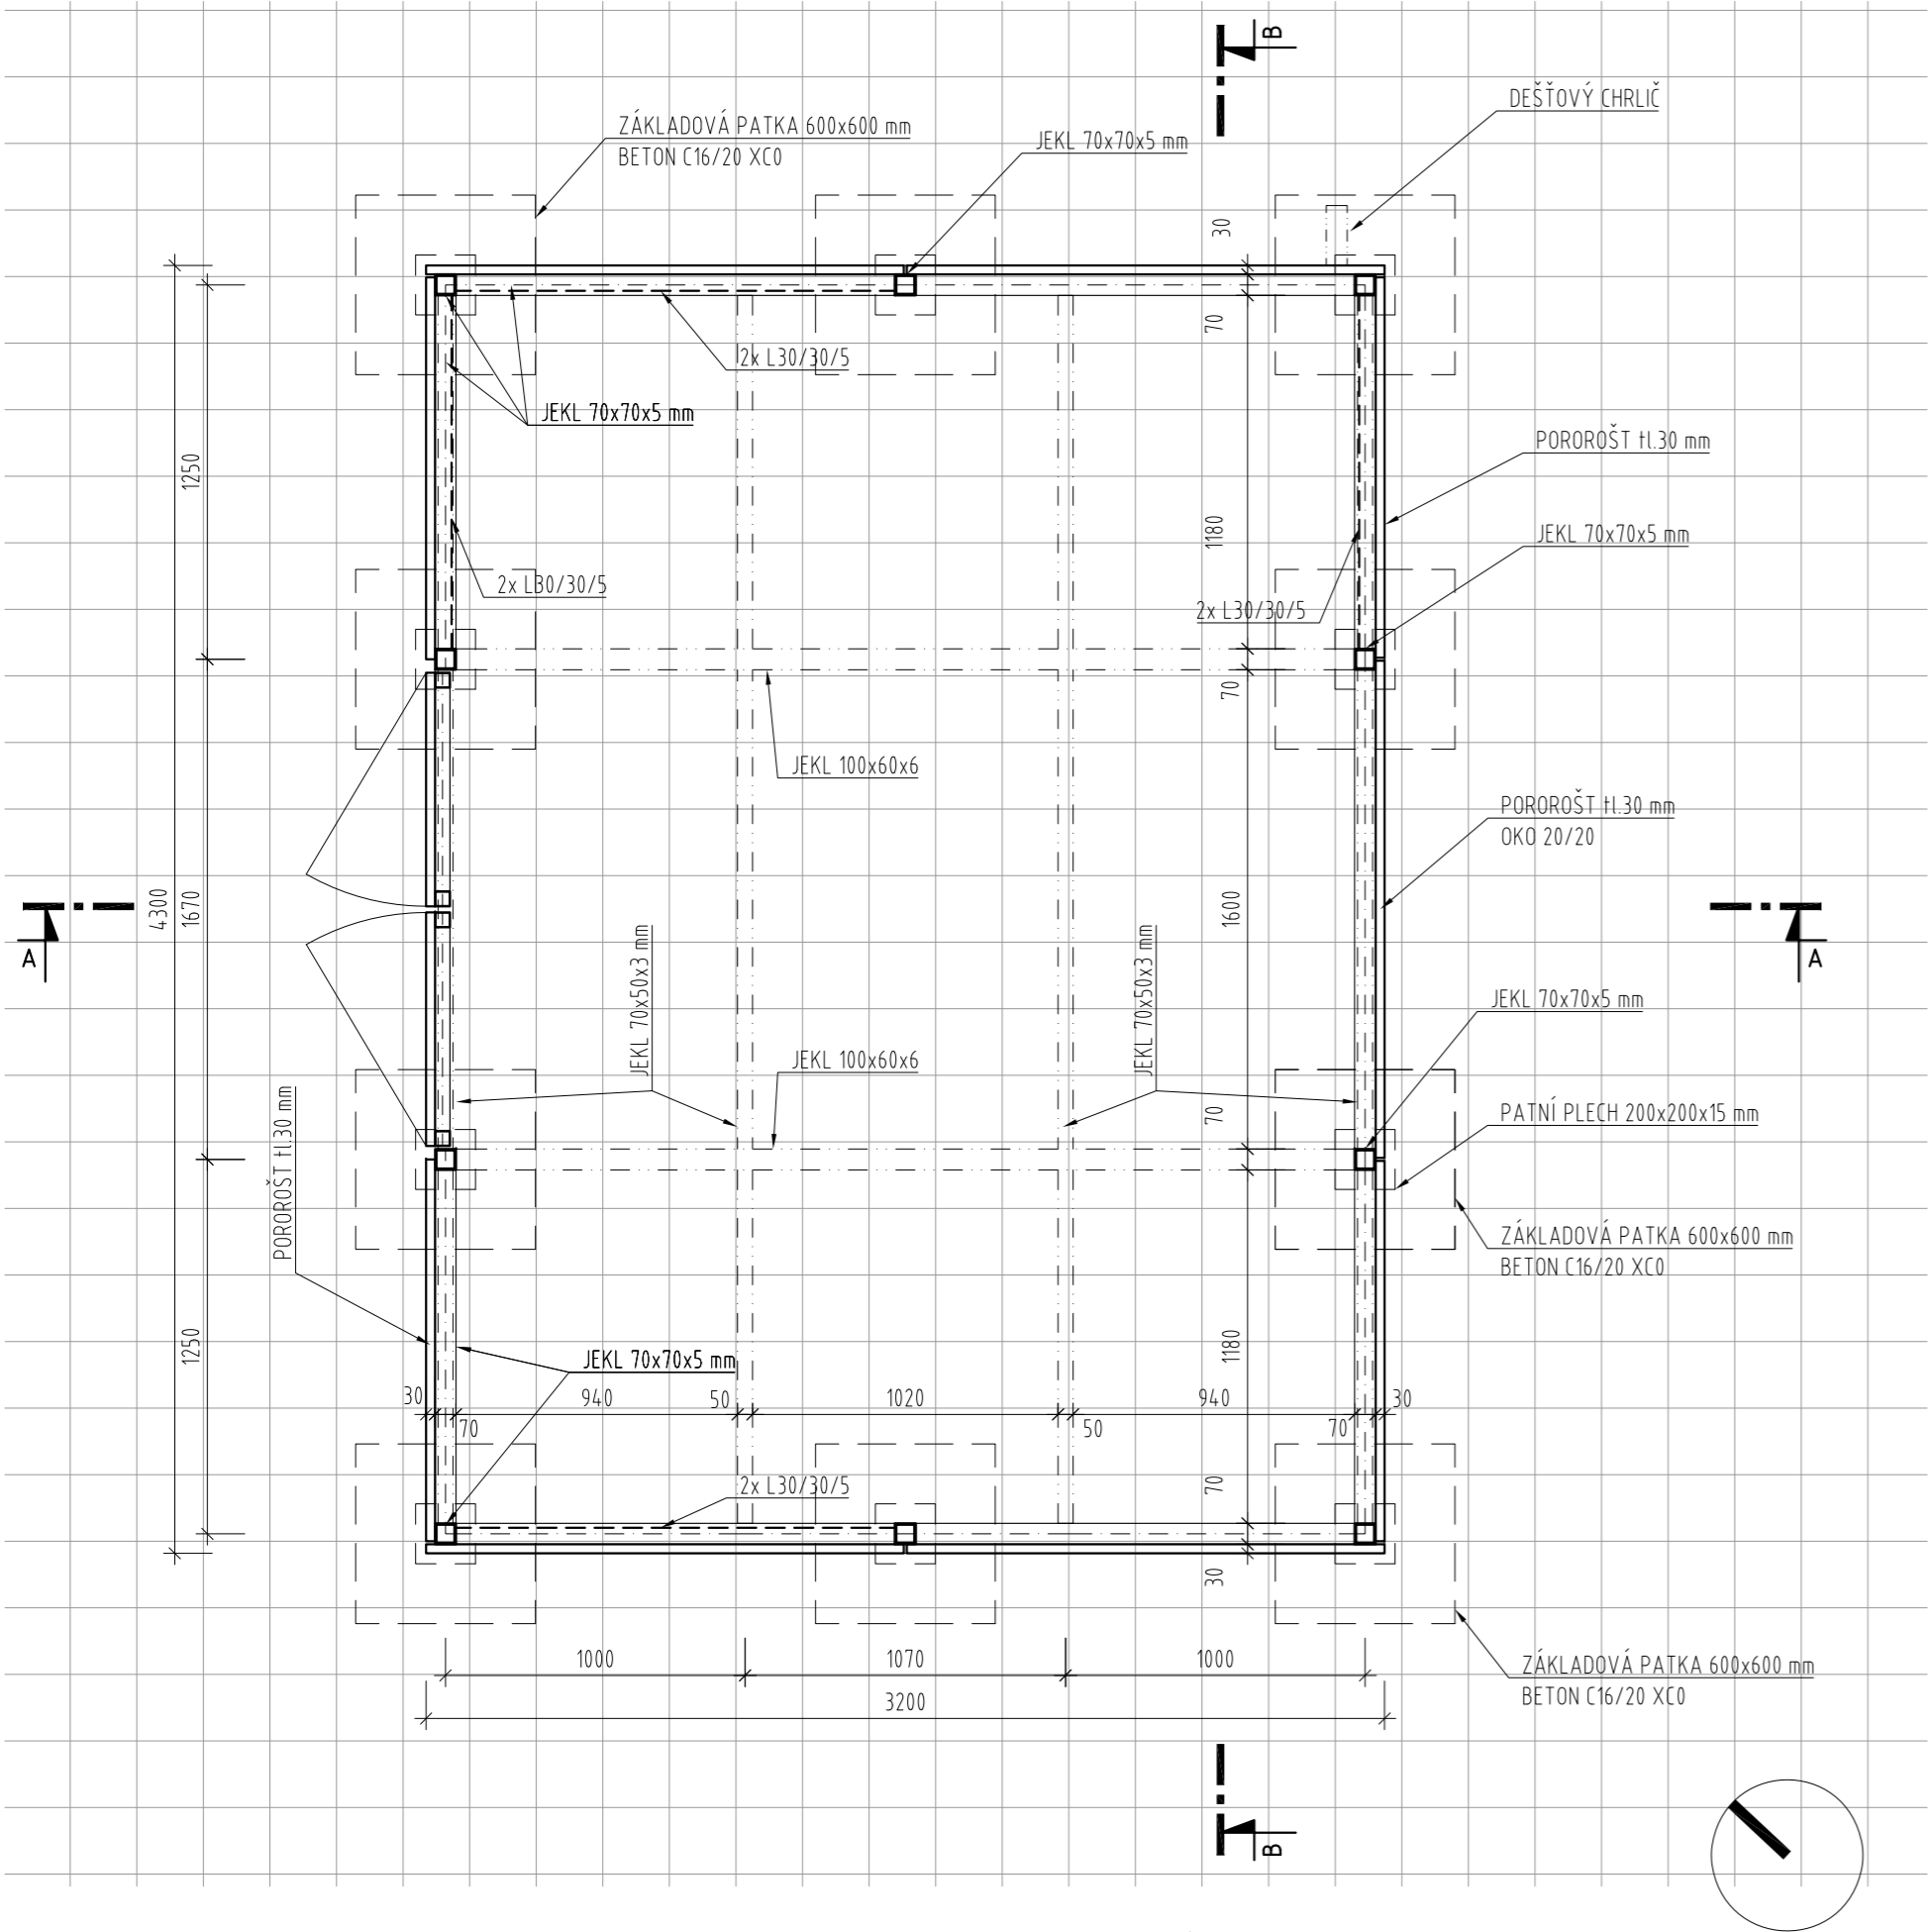 B
DEŠŤOVÝ CHRLIČ
ZÁKLADOVÁ PATKA 600x600 mm
BETON C16/20 XC0
JEKL 70x70x5 mm
30
70
2x L30/30/5
JEKL 70x70x5 mm
POROROŠT tl.30 mm
1250
1180
JEKL 70x70x5 mm
2x L30/30/5
2x L30/30/5
70
JEKL 100x60x6
POROROŠT tl.30 mm
OKO 20/20
4300
1670
1600
A
A
JEKL 70x50x3 mm
JEKL 70x50x3 mm
JEKL 70x70x5 mm
JEKL 100x60x6
70
PATNÍ PLECH 200x200x15 mm
POROROŠT tl.30 mm
ZÁKLADOVÁ PATKA 600x600 mm
BETON C16/20 XC0
1250
1180
JEKL 70x70x5 mm
30
940
50
1020
940
30
70
50
70
2x L30/30/5
70
30
1000
1070
1000
ZÁKLADOVÁ PATKA 600x600 mm
BETON C16/20 XC0
3200
B